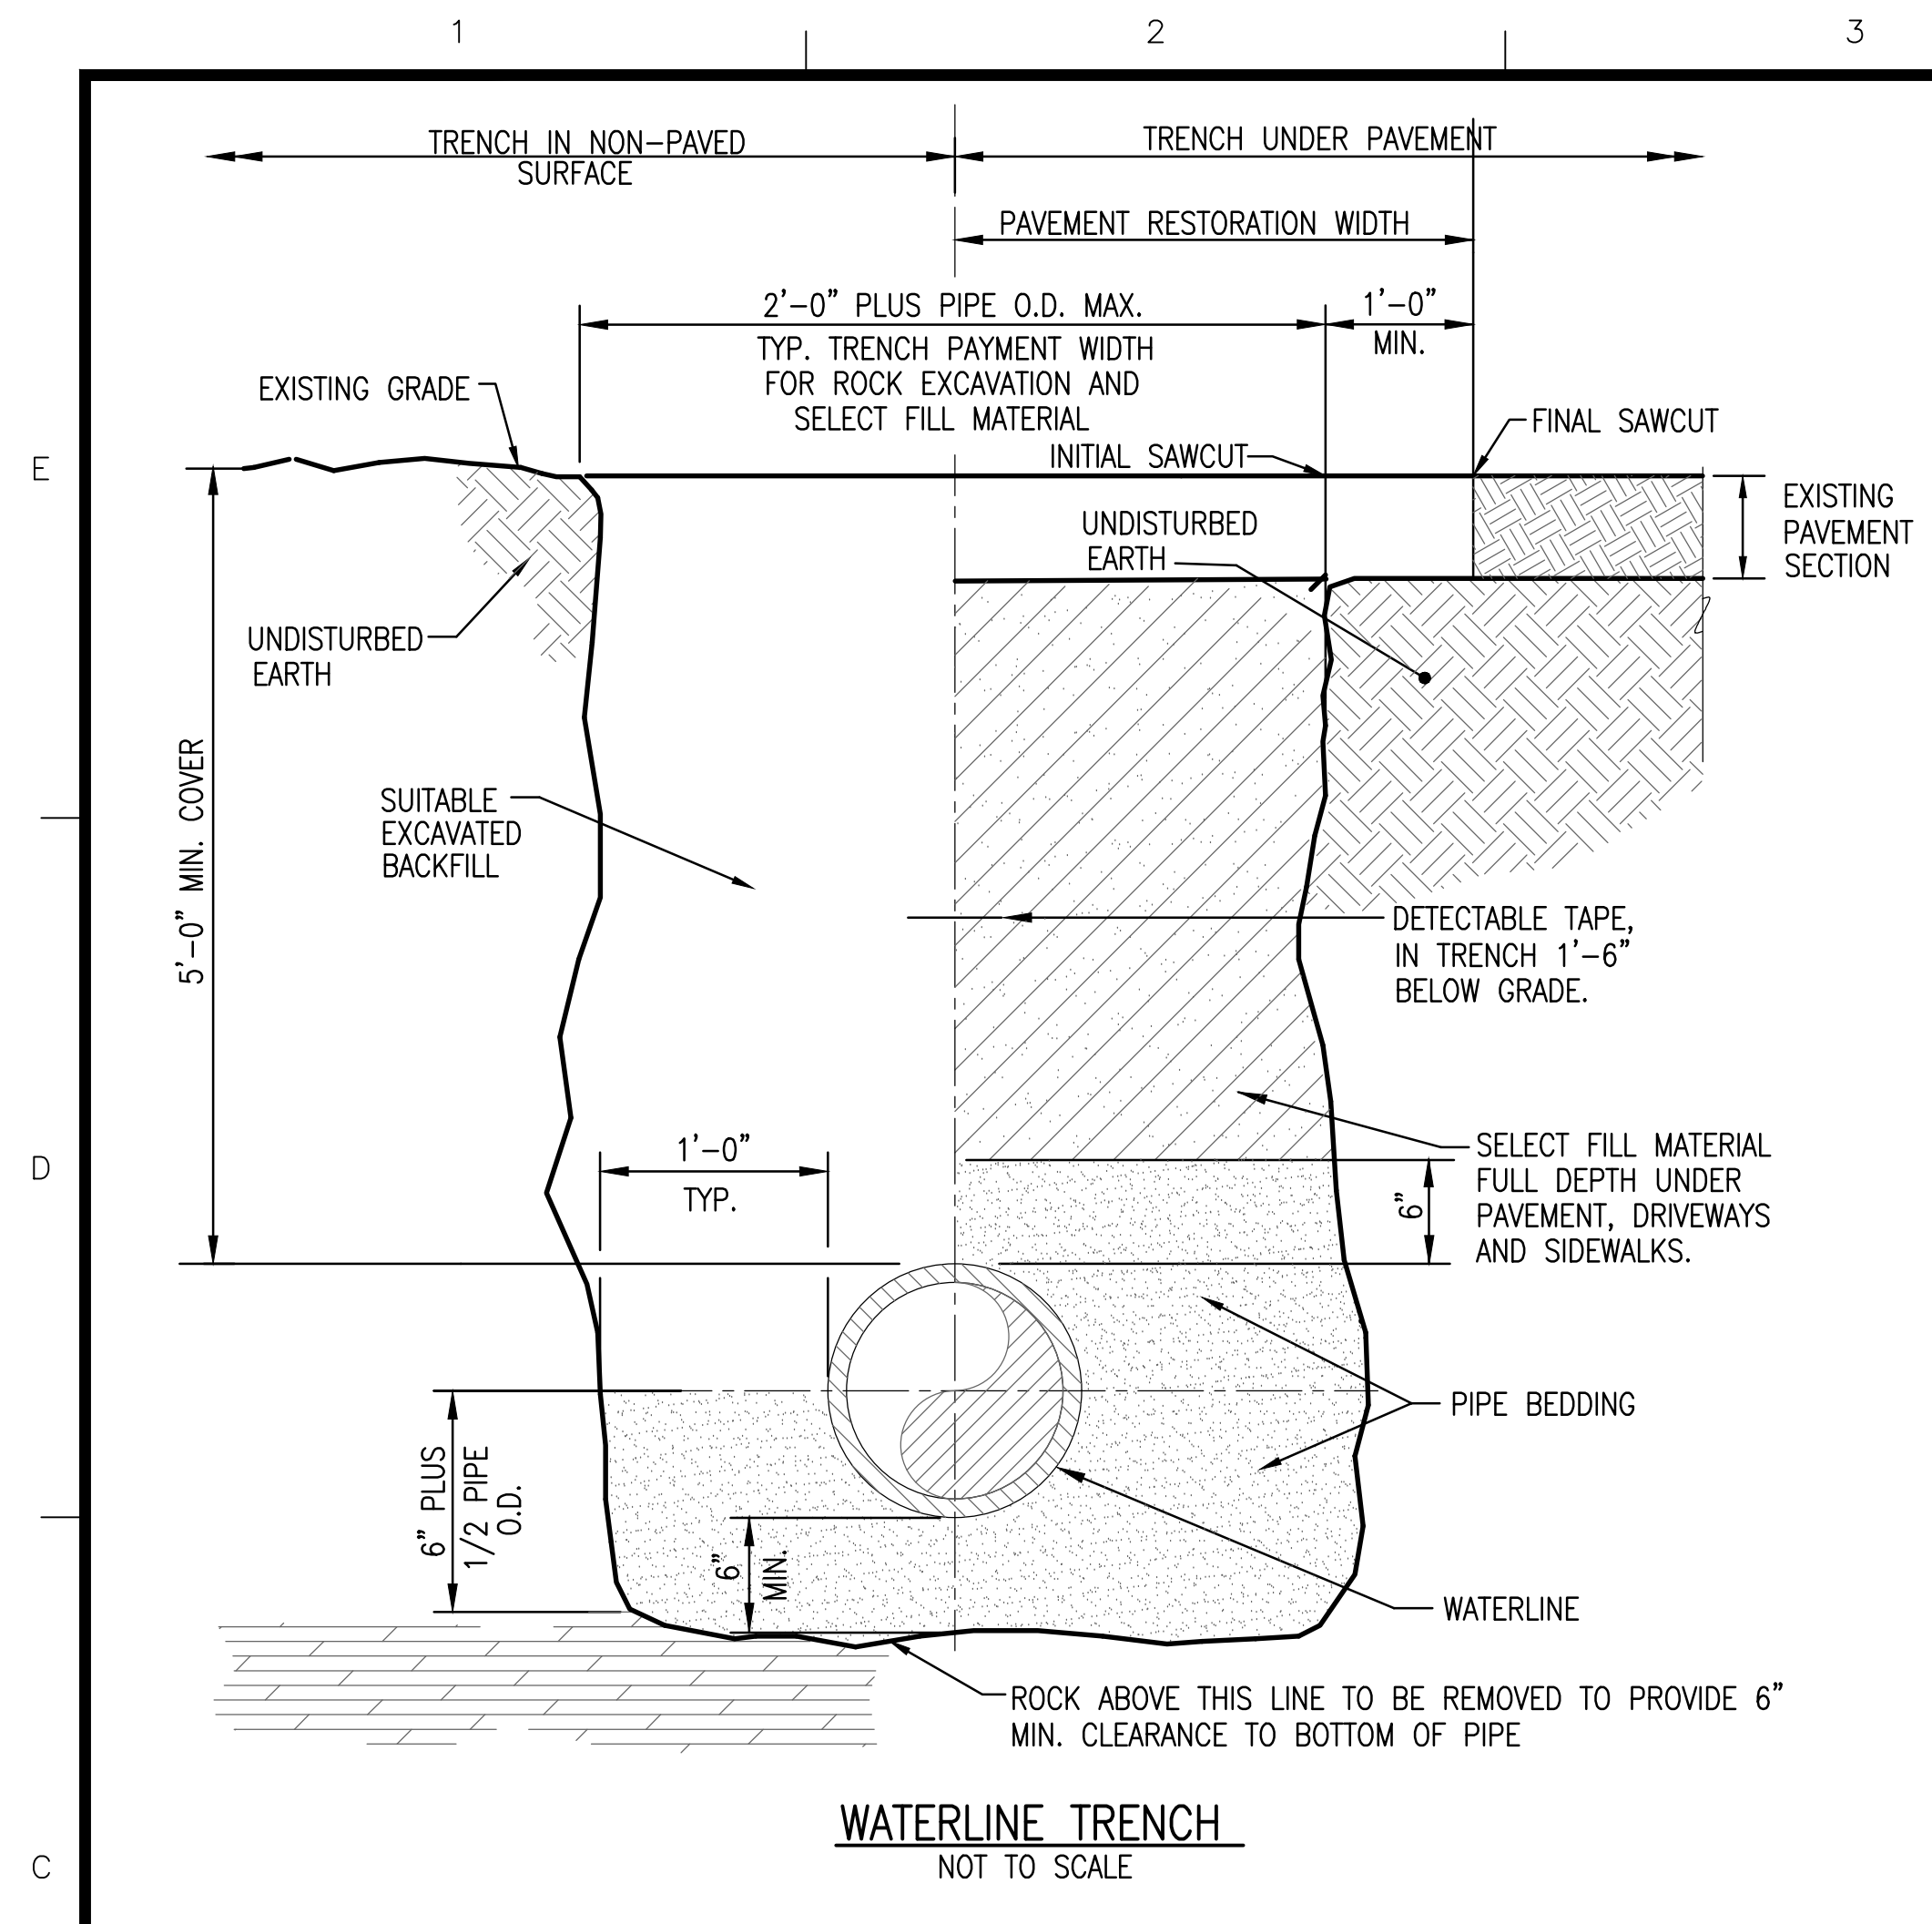 1
2
3
TRENCH IN NON-PAVED
SURFACE
TRENCH UNDER PAVEMENT
PAVEMENT RESTORATION WIDTH
2'-0" PLUS PIPE O.D. MAX.
TYP. TRENCH PAYMENT WIDTH
FOR ROCK EXCAVATION AND
SELECT FILL MATERIAL
1'-0"
MIN.
EXISTING GRADE
INITIAL SAWCUT
FINAL SAWCUT
E
UNDISTURBED
EARTH
EXISTING
PAVEMENT
SECTION
UNDISTURBED
EARTH
5'-0" MIN. COVER
SUITABLE
EXCAVATED
BACKFILL
DETECTABLE TAPE,
IN TRENCH 1'-6"
BELOW GRADE.
D
1'-0"
TYP.
6"
SELECT FILL MATERIAL
FULL DEPTH UNDER
PAVEMENT, DRIVEWAYS
AND SIDEWALKS.
PIPE BEDDING
6" PLUS
1/2 PIPE
O.D.
6"
MIN.
WATERLINE
ROCK ABOVE THIS LINE TO BE REMOVED TO PROVIDE 6"
MIN. CLEARANCE TO BOTTOM OF PIPE
WATERLINE TRENCH
NOT TO SCALE
C